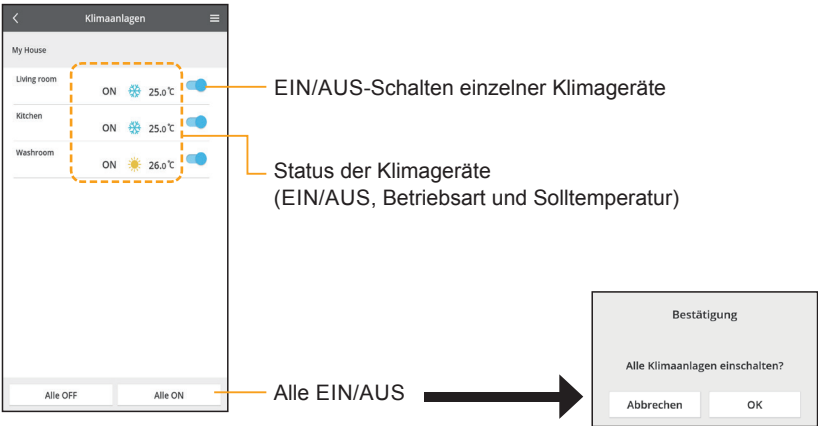 Klimaanlagen
My House
Living room
ON 25.0℃
Kitchen
ON 25.0℃
Washroom
ON 26.0℃
Alle OFF Alle ON
EIN/AUS-Schalten einzelner Klimageräte
Status der Klimageräte
(EIN/AUS, Betriebsart und Solltemperatur)
Alle EIN/AUS
Bestätigung
Alle Klimaanlagen einschalten?
Abbrechen OK